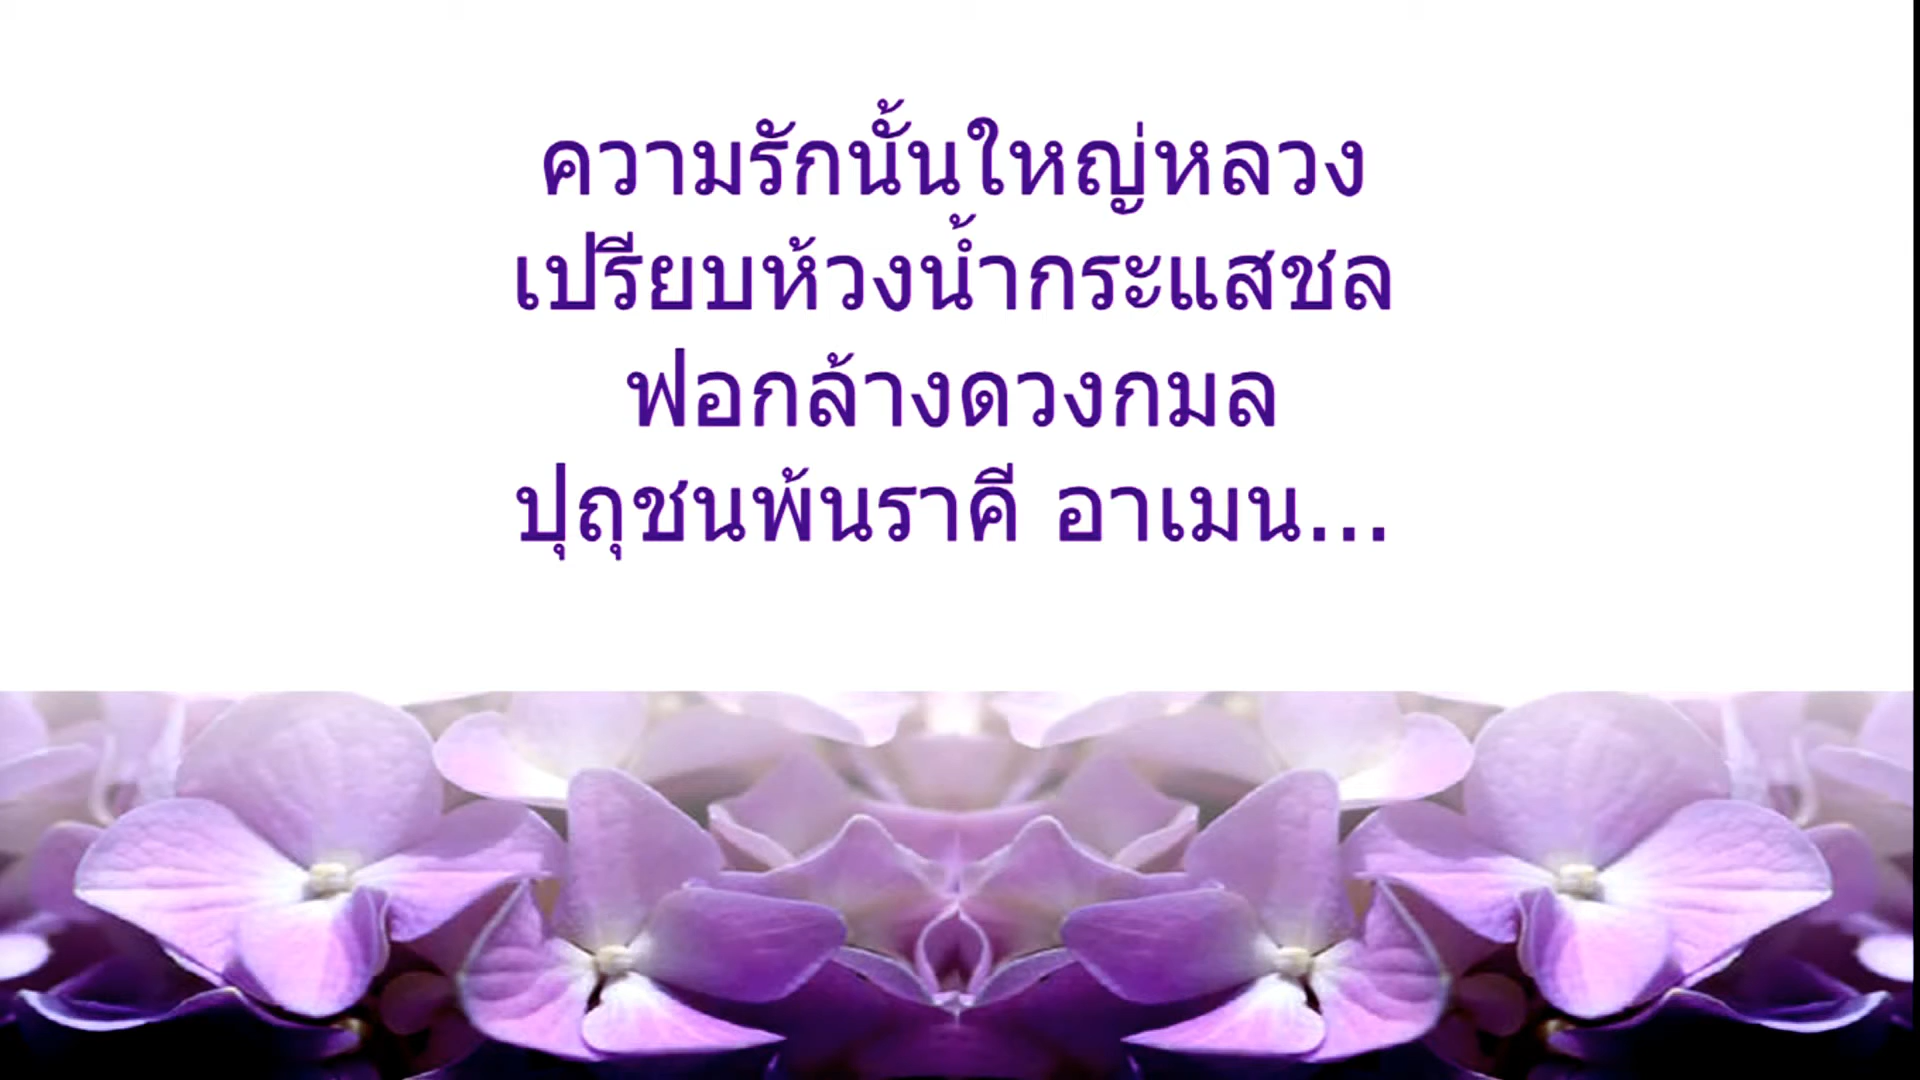 ความรักนั้นใหญ่หลวง
เปรียบห้วงน้ำกระแสชล
ฟอกล้างดวงกมล
ปุถุชนพ้นราคี อาเมน...